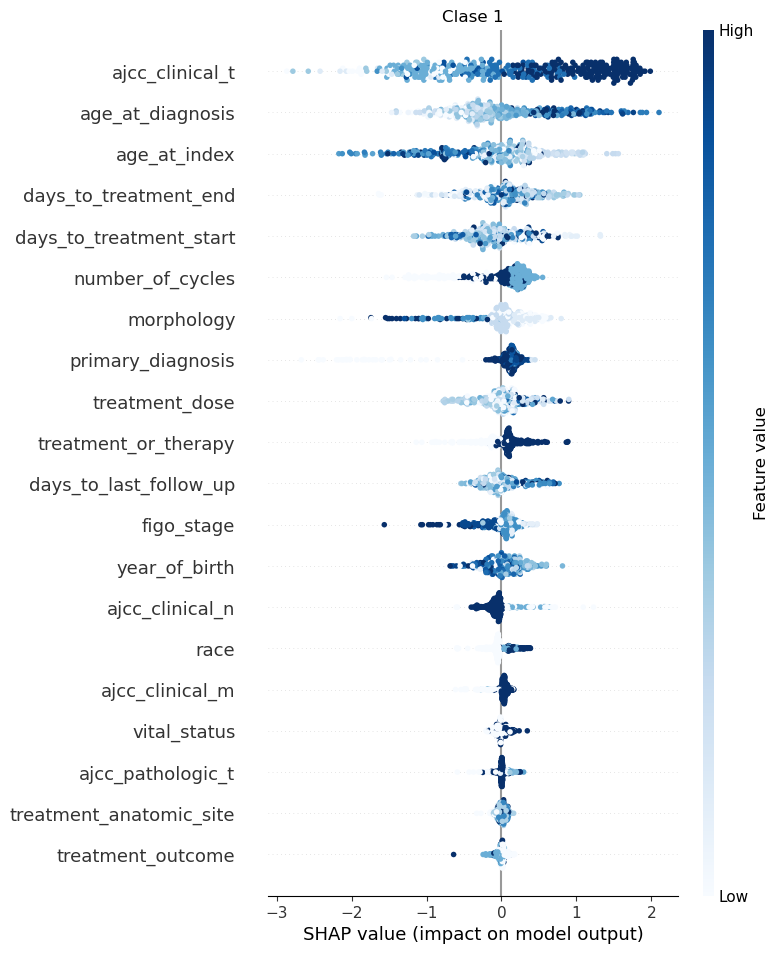 Clase 1
High
ajcc_clinical_t
age_at_diagnosis
age_at_index
days_to_treatment_end
days_to_treatment_start
number_of_cycles
morphology
primary_diagnosis
treatment_dose
treatment_or_therapy
days_to_last_follow_up
figo_stage
year_of_birth
ajcc_clinical_n
race
ajcc_clinical_m
vital_status
ajcc_pathologic_t
treatment_anatomic_site
treatment_outcome
Feature value
Low
−3 −2 −1 0 1 2
SHAP value (impact on model output)